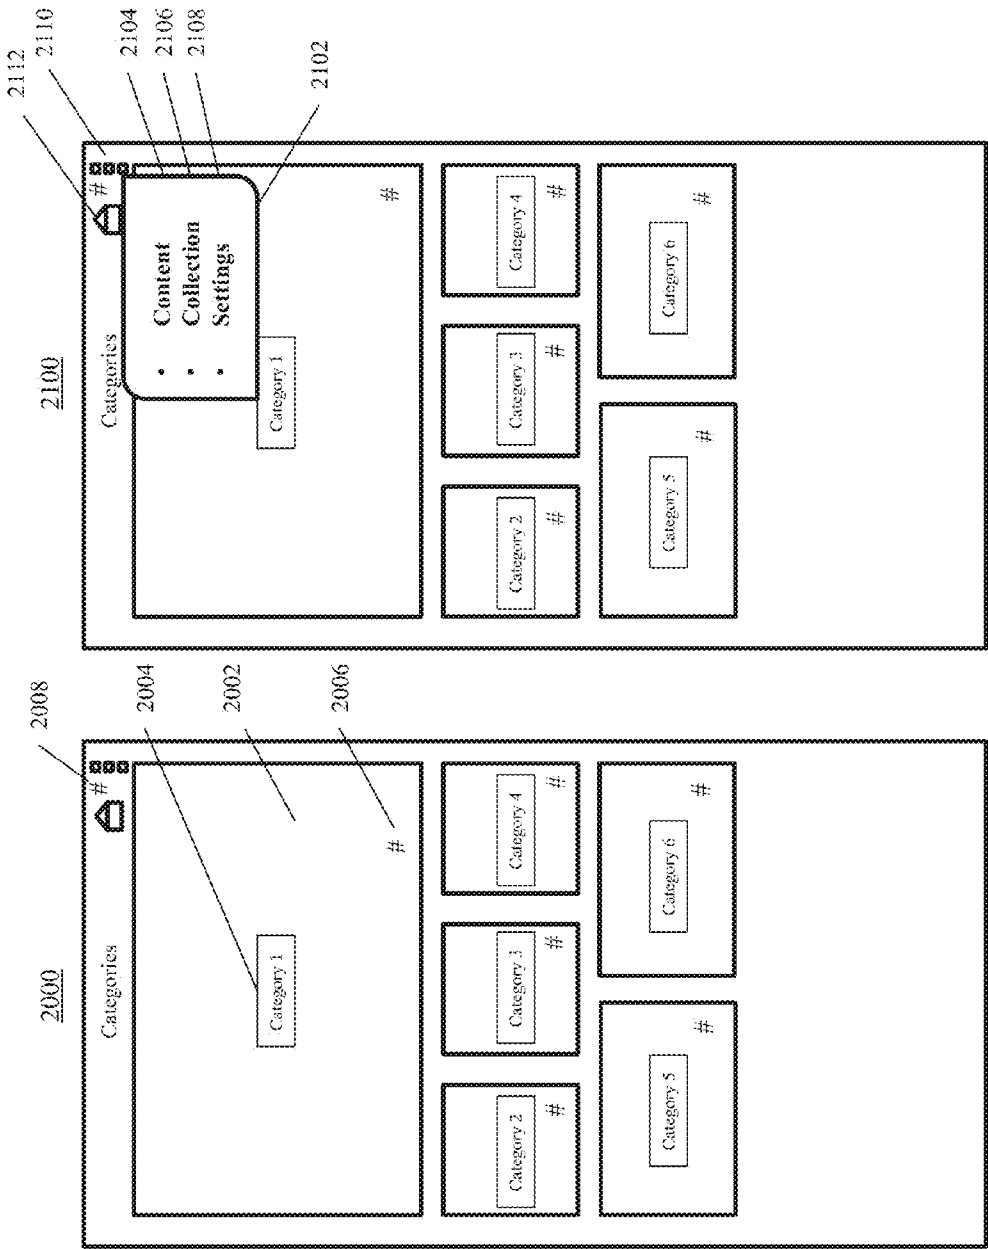 2000
Categories
#
2008
Category 1
2004
2002
#
2006
Category 2
#
Category 3
#
Category 4
#
Category 5
#
Category 6
#
2100
Categories
#
2112
2110
• Content
• Collection
• Settings
2104
2106
2108
2102
Category 1
#
Category 2
#
Category 3
#
Category 4
#
Category 5
#
Category 6
#